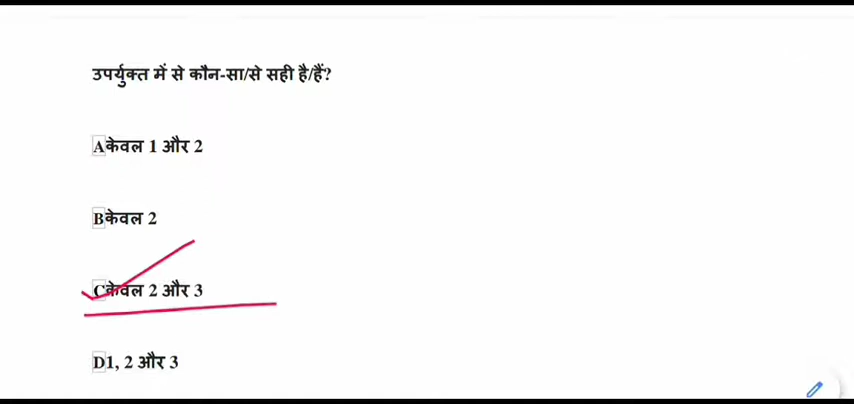 उपर्युक्त में से कौन-सा/से सही है/हैं?
Aकेवल 1 और 2
Bकेवल 2
Cकेवल 2 और 3
D1, 2 और 3